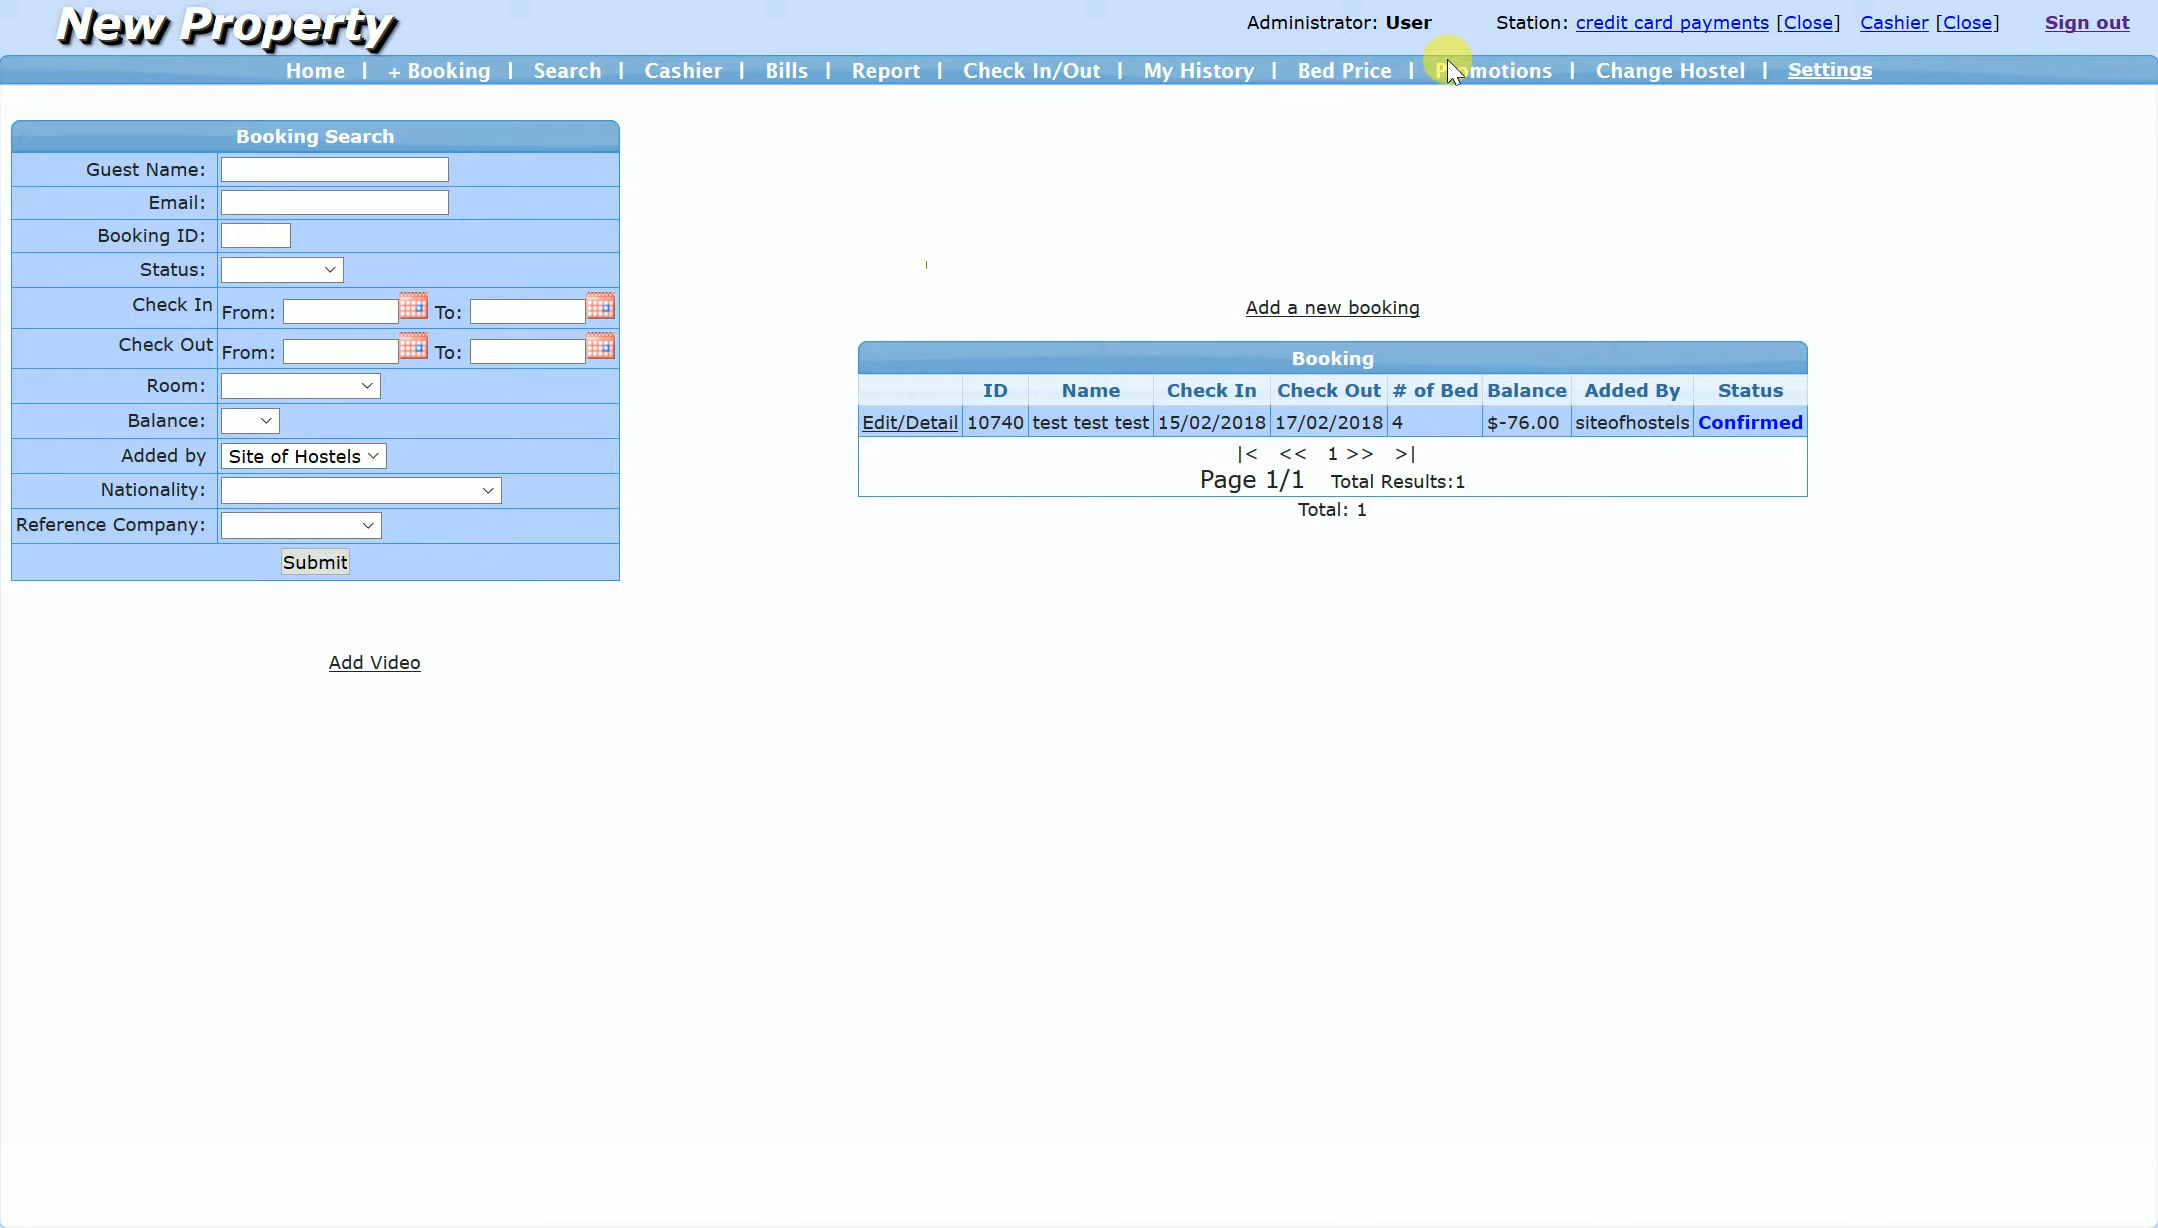 New Property
Administrator: User Station: credit card payments [Close] Cashier [Close] Sign out
Home | + Booking | Search | Cashier | Bills | Report | Check In/Out | My History | Bed Price | Promotions | Change Hostel | Settings
Booking Search
Guest Name:
Email:
Booking ID:
Status:
Check In From: To:
Check Out From: To:
Room:
Balance:
Added by Site of Hostels
Nationality:
Reference Company:
Submit
Add Video
Add a new booking
Booking
ID Name Check In Check Out # of Bed Balance Added By Status
Edit/Detail 10740 test test test 15/02/2018 17/02/2018 4 $-76.00 siteofhostels Confirmed
|< << 1 >> >|
Page 1/1 Total Results:1
Total: 1